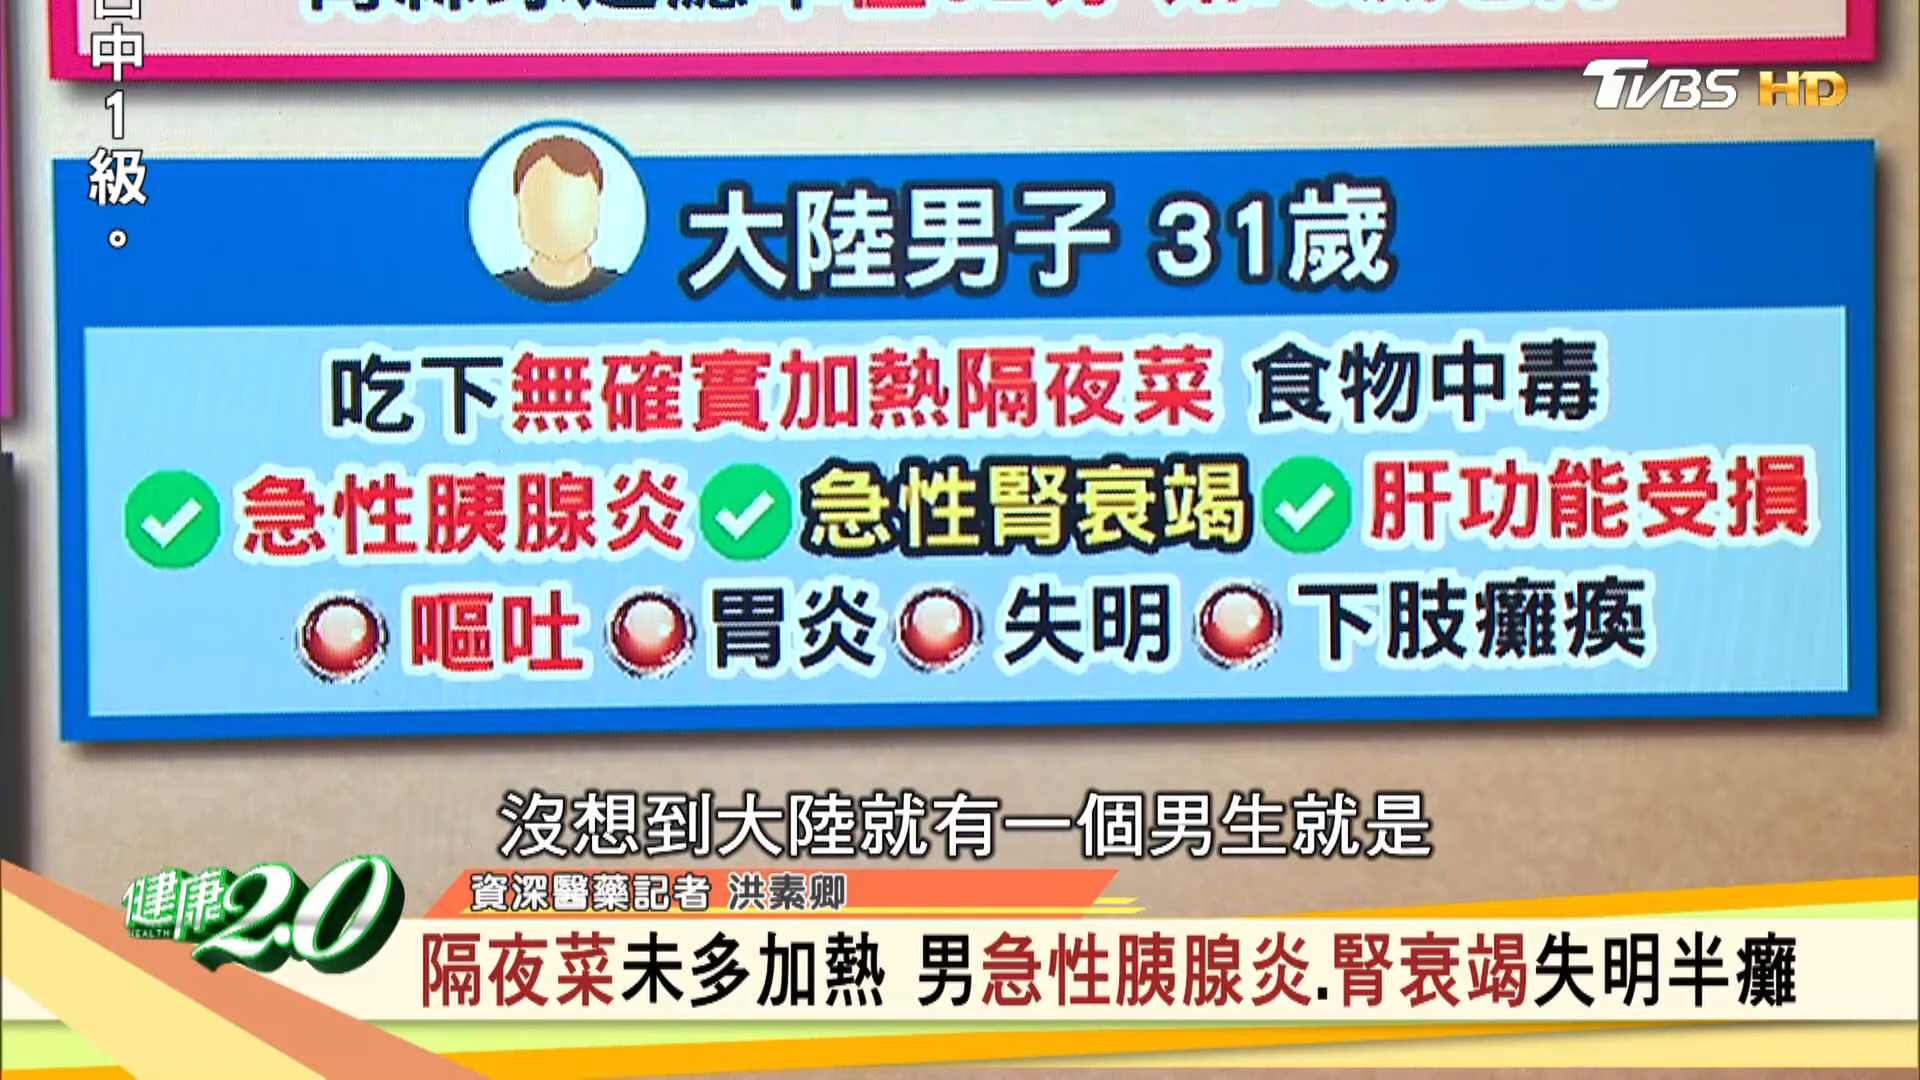 中1級。
TVBS HD
大陸男子 31歲
吃下無確實加熱隔夜菜 食物中毒
急性胰腺炎 急性腎衰竭 肝功能受損
嘔吐 胃炎 失明 下肢癱瘓
沒想到大陸就有一個男生就是
健康2.0
HEALTH
資深醫藥記者 洪素卿
隔夜菜未多加熱 男急性胰腺炎.腎衰竭失明半癱